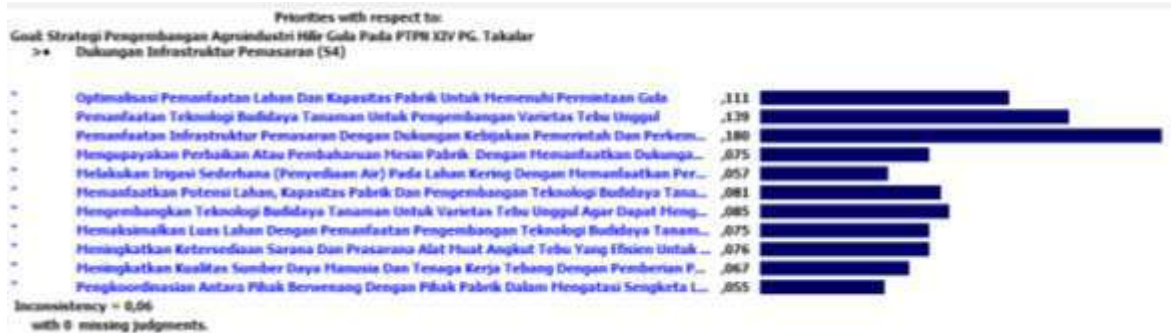 Priorities with respect to:
Goal: Strategi Pengembangan Agroindustri Hilir Gula Pada PTPN XIV PG. Takalar
>• Dukungan Infrastruktur Pemasaran (S4)
Optimalisasi Pemanfaatan Lahan Dan Kapasitas Pabrik Untuk Memenuhi Permintaan Gula ,111
Pemanfaatan Teknologi Budidaya Tanaman Untuk Pengembangan Varietas Tebu Unggul ,139
Pemanfaatan Infrastruktur Pemasaran Dengan Dukungan Kebijakan Pemerintah Dan Perkem... ,180
Mengupayakan Perbaikan Atau Pembaharuan Mesin Pabrik Dengan Memanfaatkan Dukunga... ,075
Melakukan Irigasi Sederhana (Penyediaan Air) Pada Lahan Kering Dengan Memanfaatkan Per... ,057
Memanfaatkan Potensi Lahan, Kapasitas Pabrik Dan Pengembangan Teknologi Budidaya Tana... ,081
Mengembangkan Teknologi Budidaya Tanaman Untuk Varietas Tebu Unggul Agar Dapat Meng... ,085
Memaksimalkan Luas Lahan Dengan Pemanfaatan Pengembangan Teknologi Budidaya Tanam... ,075
Meningkatkan Ketersediaan Sarana Dan Prasarana Alat Muat Angkut Tebu Yang Efisien Untuk ... ,076
Meningkatkan Kualitas Sumber Daya Manusia Dan Tenaga Kerja Tebang Dengan Pemberian P... ,067
Pengkoordinasian Antara Pihak Berwenang Dengan Pihak Pabrik Dalam Mengatasi Sengketa L... ,055
Inconsistency = 0,06
with 0 missing judgments.